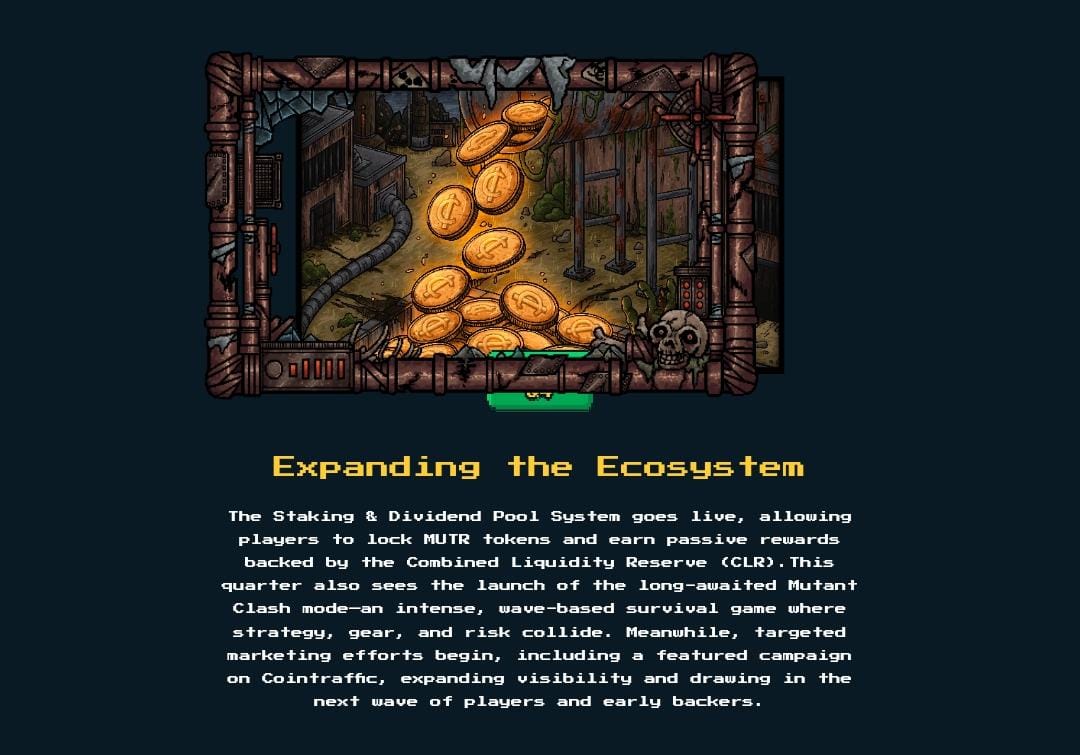 Expanding the Ecosystem
The Staking & Dividend Pool System goes live, allowing
players to lock MUTR tokens and earn passive rewards
backed by the Combined Liquidity Reserve (CLR).This
quarter also sees the launch of the long-awaited Mutant
Clash mode—an intense, wave-based survival game where
strategy, gear, and risk collide. Meanwhile, targeted
marketing efforts begin, including a featured campaign
on Cointraffic, expanding visibility and drawing in the
next wave of players and early backers.